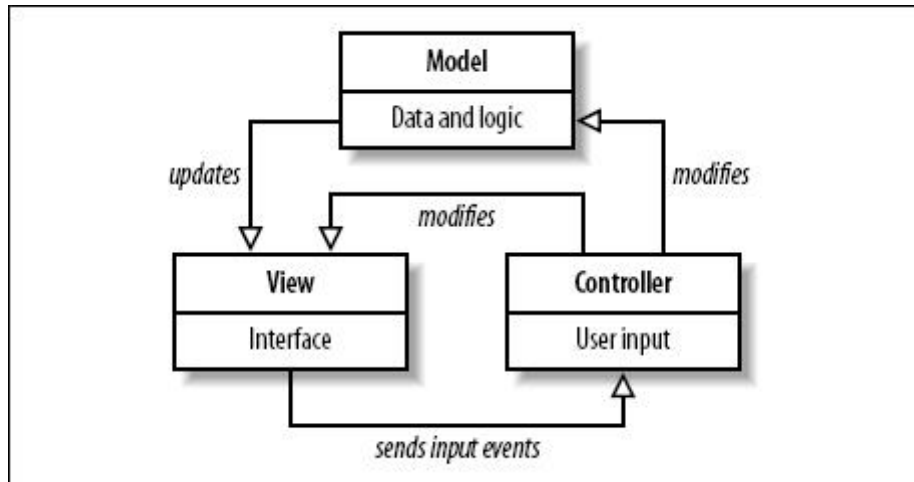 Model
Data and logic
updates
modifies
modifies
View
Interface
Controller
User input
sends input events